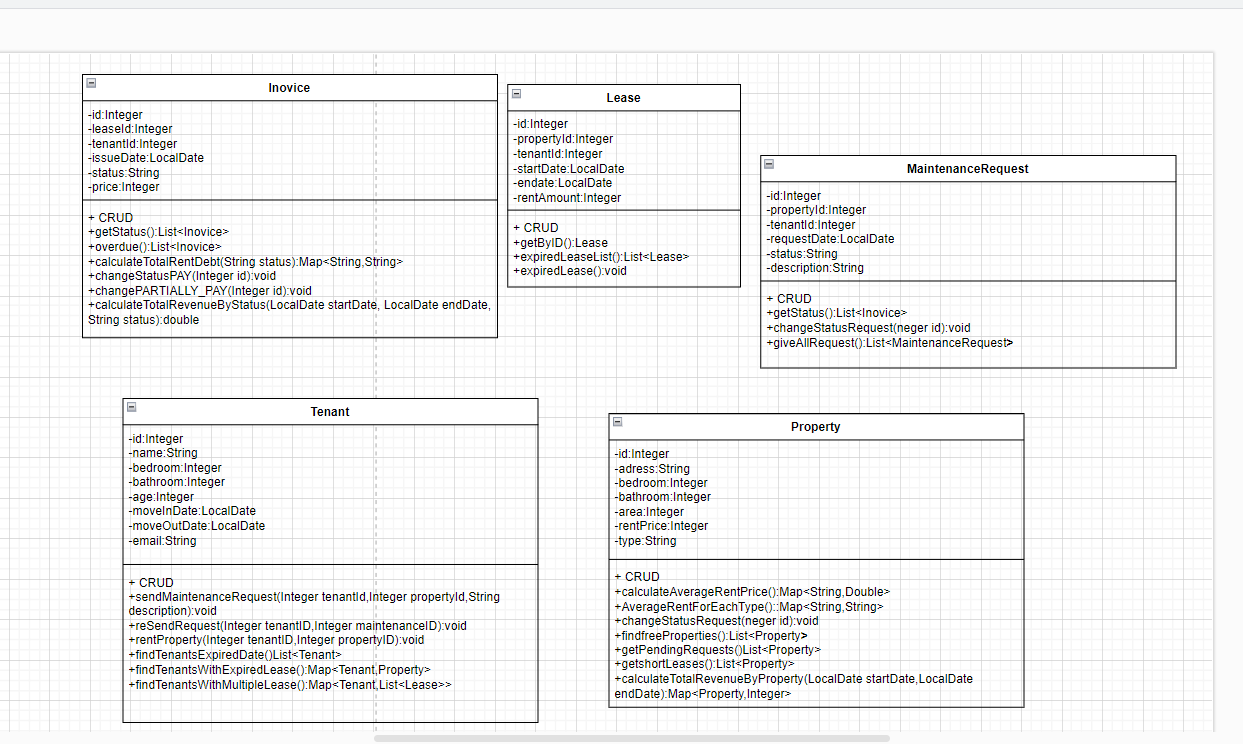 Inovice
-id:Integer
-leaseId:Integer
-tenantId:Integer
-issueDate:LocalDate
-status:String
-price:Integer
+ CRUD
+getStatus():List<Inovice>
+overdue():List<Inovice>
+calculateTotalRentDebt(String status):Map<String,String>
+changeStatusPAY(Integer id):void
+changePARTIALLY_PAY(Integer id):void
+calculateTotalRevenueByStatus(LocalDate startDate, LocalDate endDate,
String status):double
Lease
-id:Integer
-propertyId:Integer
-tenantId:Integer
-startDate:LocalDate
-endate:LocalDate
-rentAmount:Integer
+ CRUD
+getByID():Lease
+expiredLeaseList():List<Lease>
+expiredLease():void
MaintenanceRequest
-id:Integer
-propertyId:Integer
-tenantId:Integer
-requestDate:LocalDate
-status:String
-description:String
+ CRUD
+getStatus():List<Inovice>
+changeStatusRequest(neger id):void
+giveAllRequest():List<MaintenanceRequest>
Tenant
-id:Integer
-name:String
-bedroom:Integer
-bathroom:Integer
-age:Integer
-moveInDate:LocalDate
-moveOutDate:LocalDate
-email:String
+ CRUD
+sendMaintenanceRequest(Integer tenantId,Integer propertyId,String
description):void
+reSendRequest(Integer tenantID,Integer maintenanceID):void
+rentProperty(Integer tenantID,Integer propertyID):void
+findTenantsExpiredDate()List<Tenant>
+findTenantsWithExpiredLease():Map<Tenant,Property>
+findTenantsWithMultipleLease():Map<Tenant,List<Lease>>
Property
-id:Integer
-adress:String
-bedroom:Integer
-bathroom:Integer
-area:Integer
-rentPrice:Integer
-type:String
+ CRUD
+calculateAverageRentPrice():Map<String,Double>
+AverageRentForEachType()::Map<String,String>
+changeStatusRequest(neger id):void
+findfreeProperties():List<Property>
+getPendingRequests()List<Property>
+getshortLeases():List<Property>
+calculateTotalRevenueByProperty(LocalDate startDate,LocalDate
endDate):Map<Property,Integer>